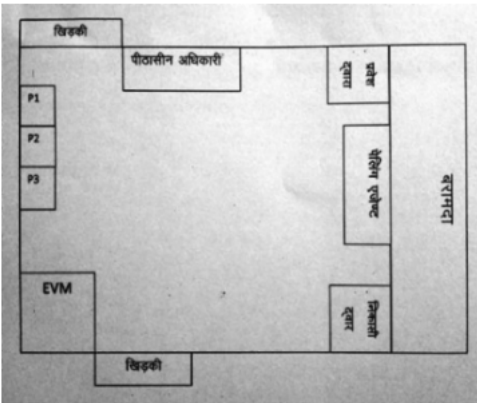 खिड़की
पीठासीन अधिकारी
प्रवेश
द्वारा
P1
P2
P3
पोलिंग एजेण्ट
बरामदा
EVM
निकासी
द्वार
खिड़की